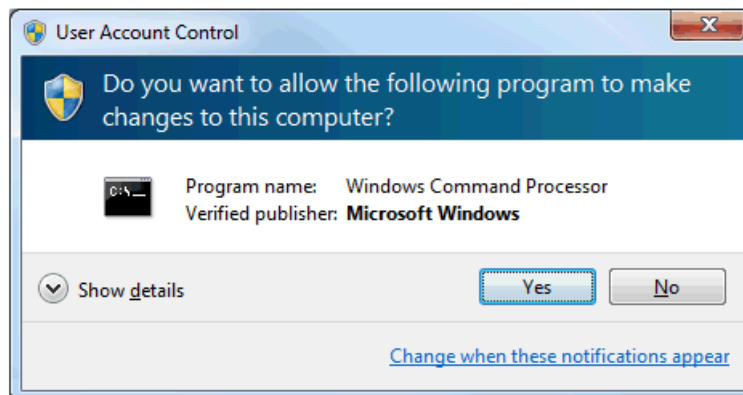 User Account Control
Do you want to allow the following program to make
changes to this computer?
C:\_
Program name: Windows Command Processor
Verified publisher: Microsoft Windows
Show details
Yes
No
Change when these notifications appear